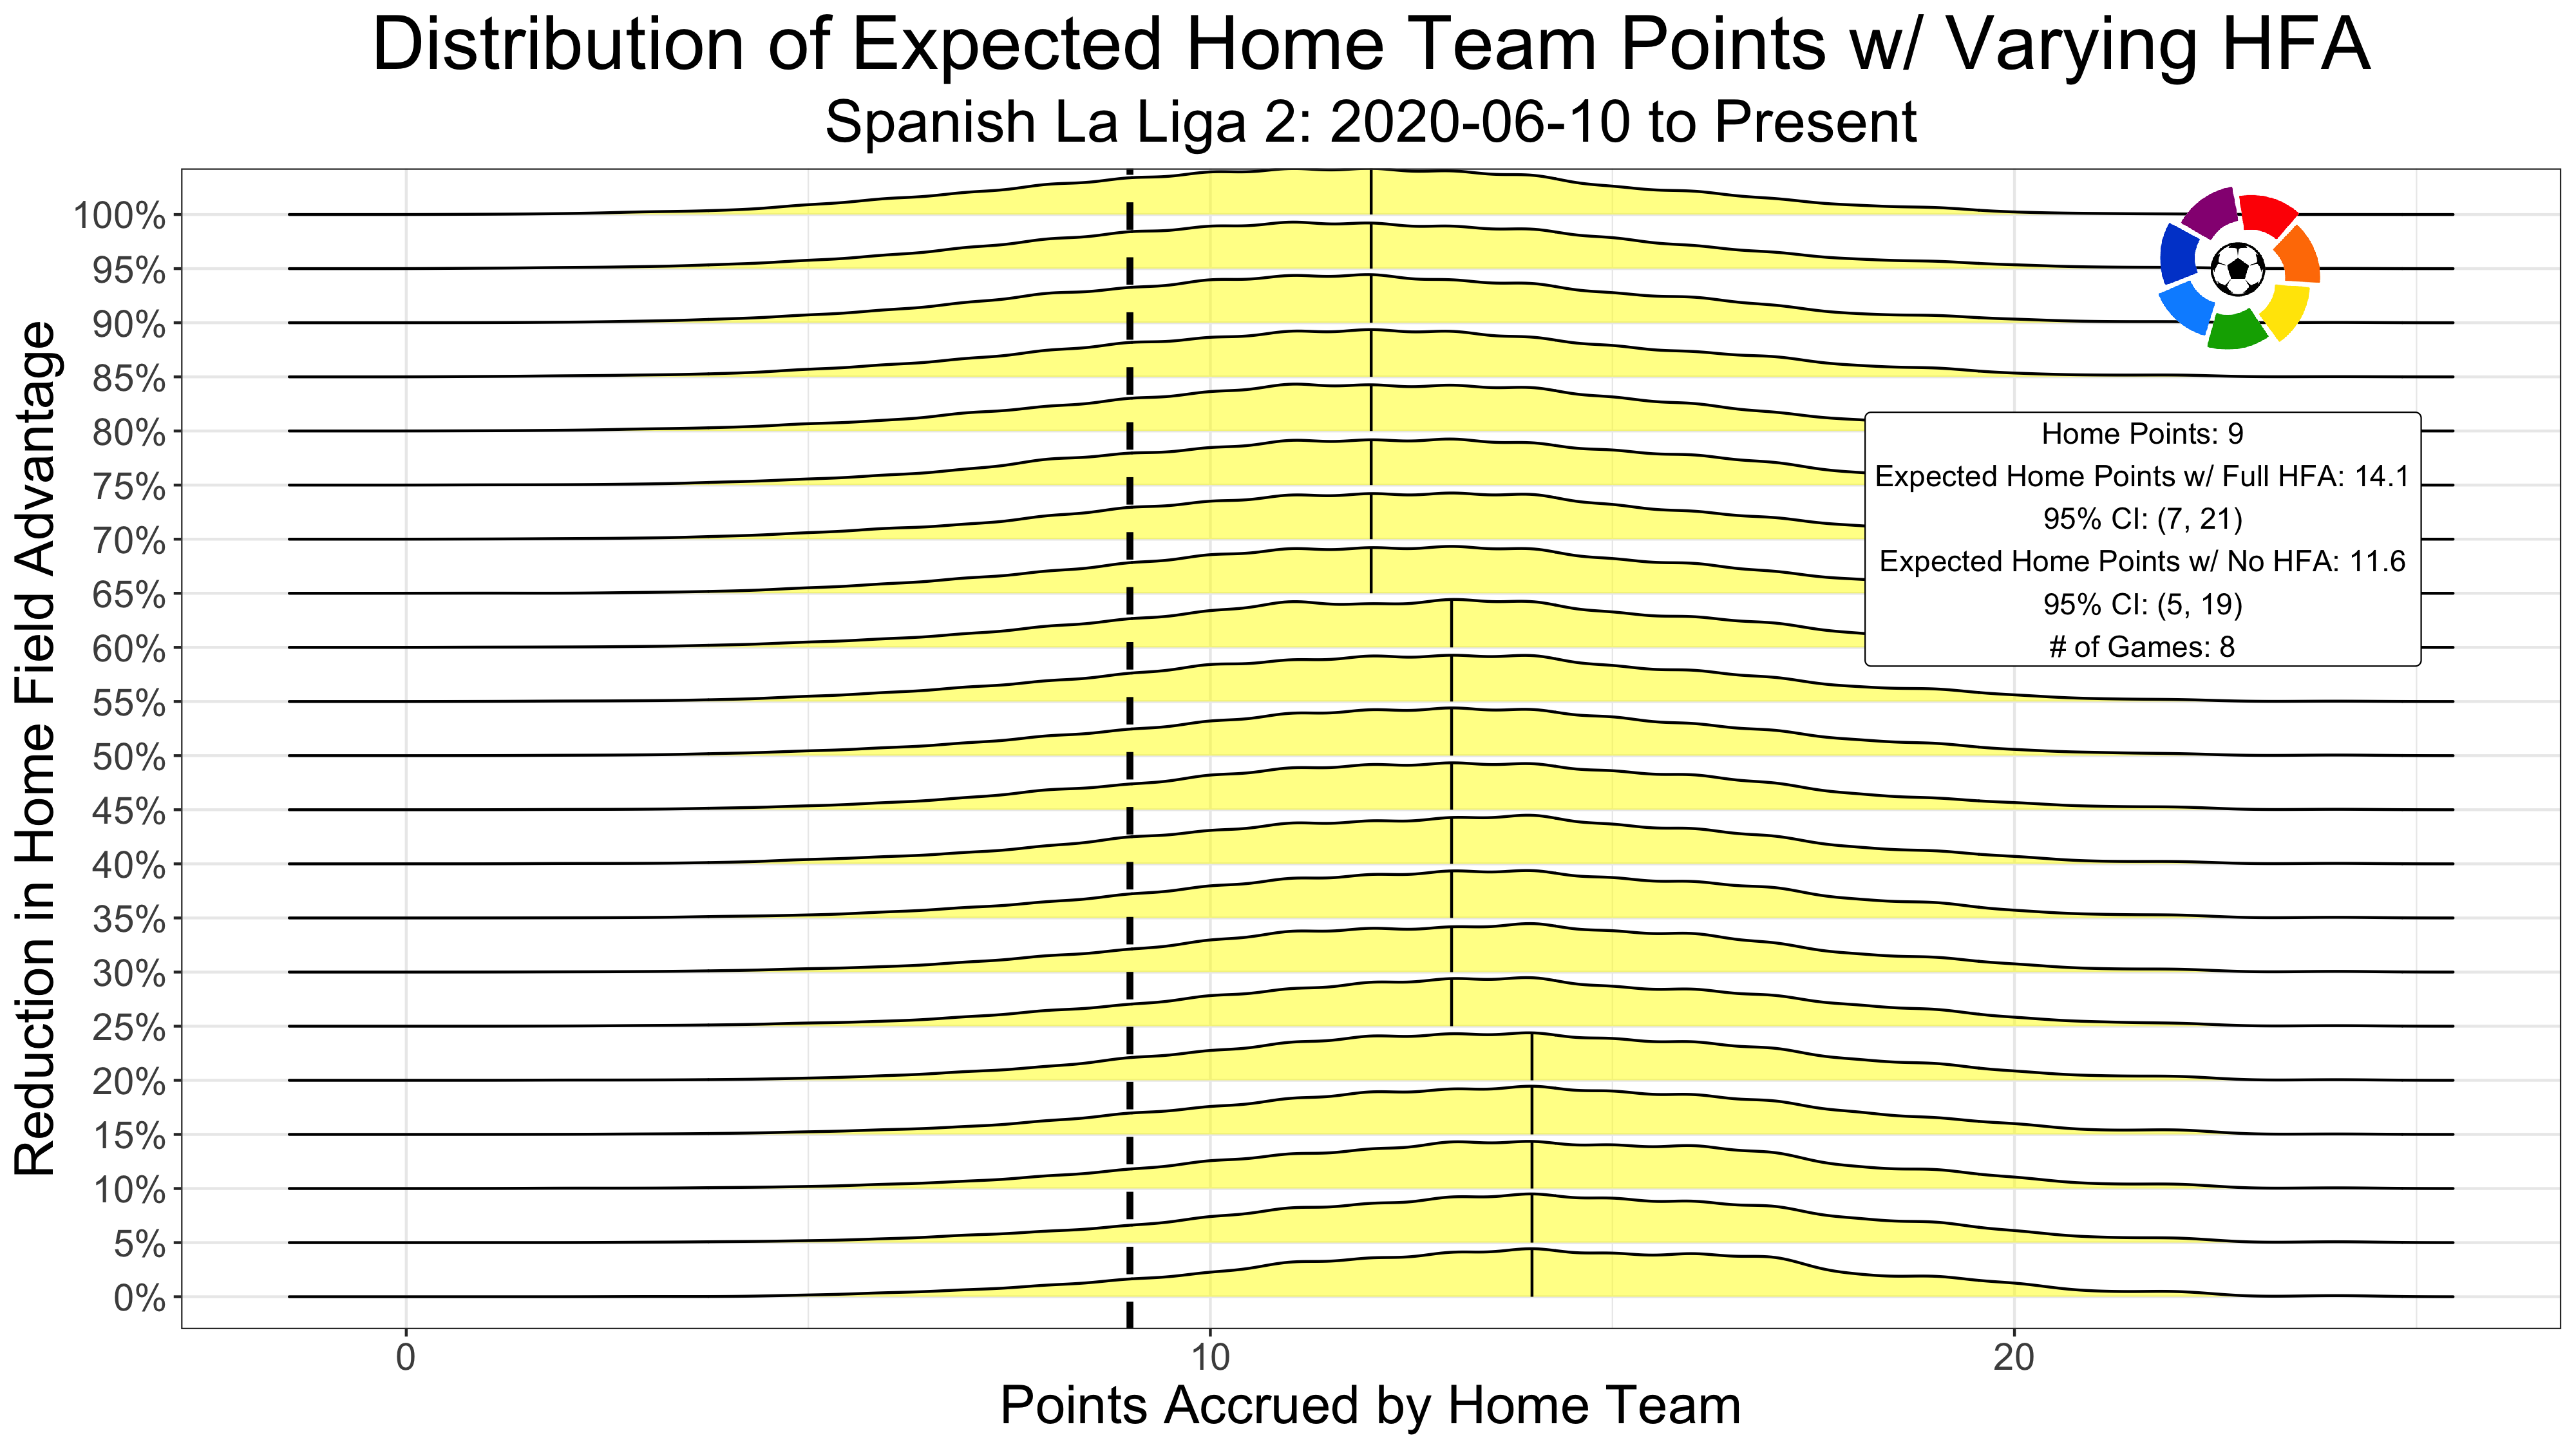 Distribution of Expected Home Team Points w/ Varying HFA
Spanish La Liga 2: 2020-06-10 to Present
Reduction in Home Field Advantage
100%
95%
90%
85%
80%
75%
70%
65%
60%
55%
50%
45%
40%
35%
30%
25%
20%
15%
10%
5%
0%
Home Points: 9
Expected Home Points w/ Full HFA: 14.1
95% CI: (7, 21)
Expected Home Points w/ No HFA: 11.6
95% CI: (5, 19)
# of Games: 8
0 10 20
Points Accrued by Home Team